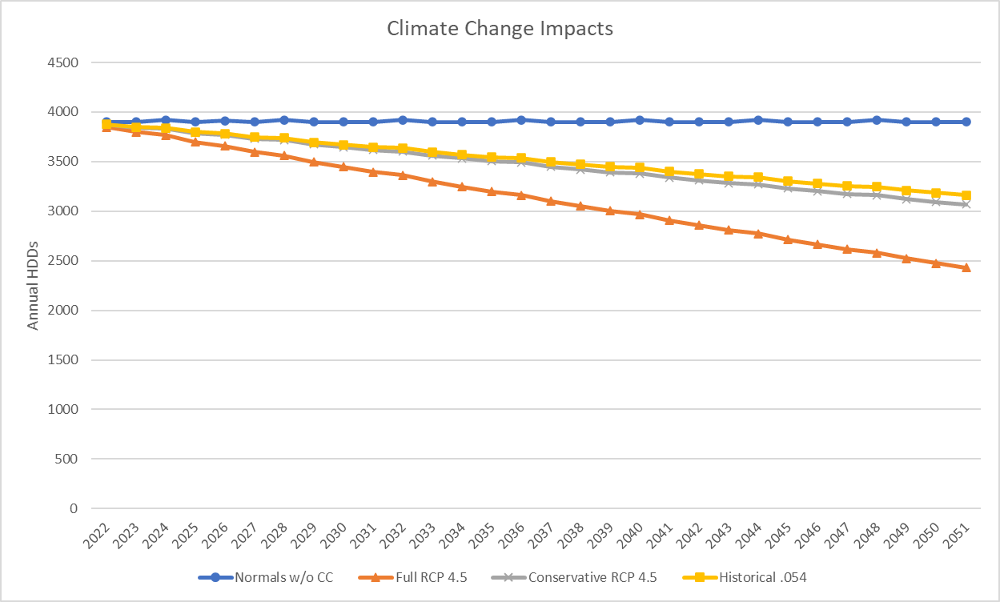 Climate Change Impacts
Annual HDDs
4500
4000
3500
3000
2500
2000
1500
1000
500
0
2022 2023 2024 2025 2026 2027 2028 2029 2030 2031 2032 2033 2034 2035 2036 2037 2038 2039 2040 2041 2042 2043 2044 2045 2046 2047 2048 2049 2050 2051
Normals w/o CC Full RCP 4.5 Conservative RCP 4.5 Historical .054